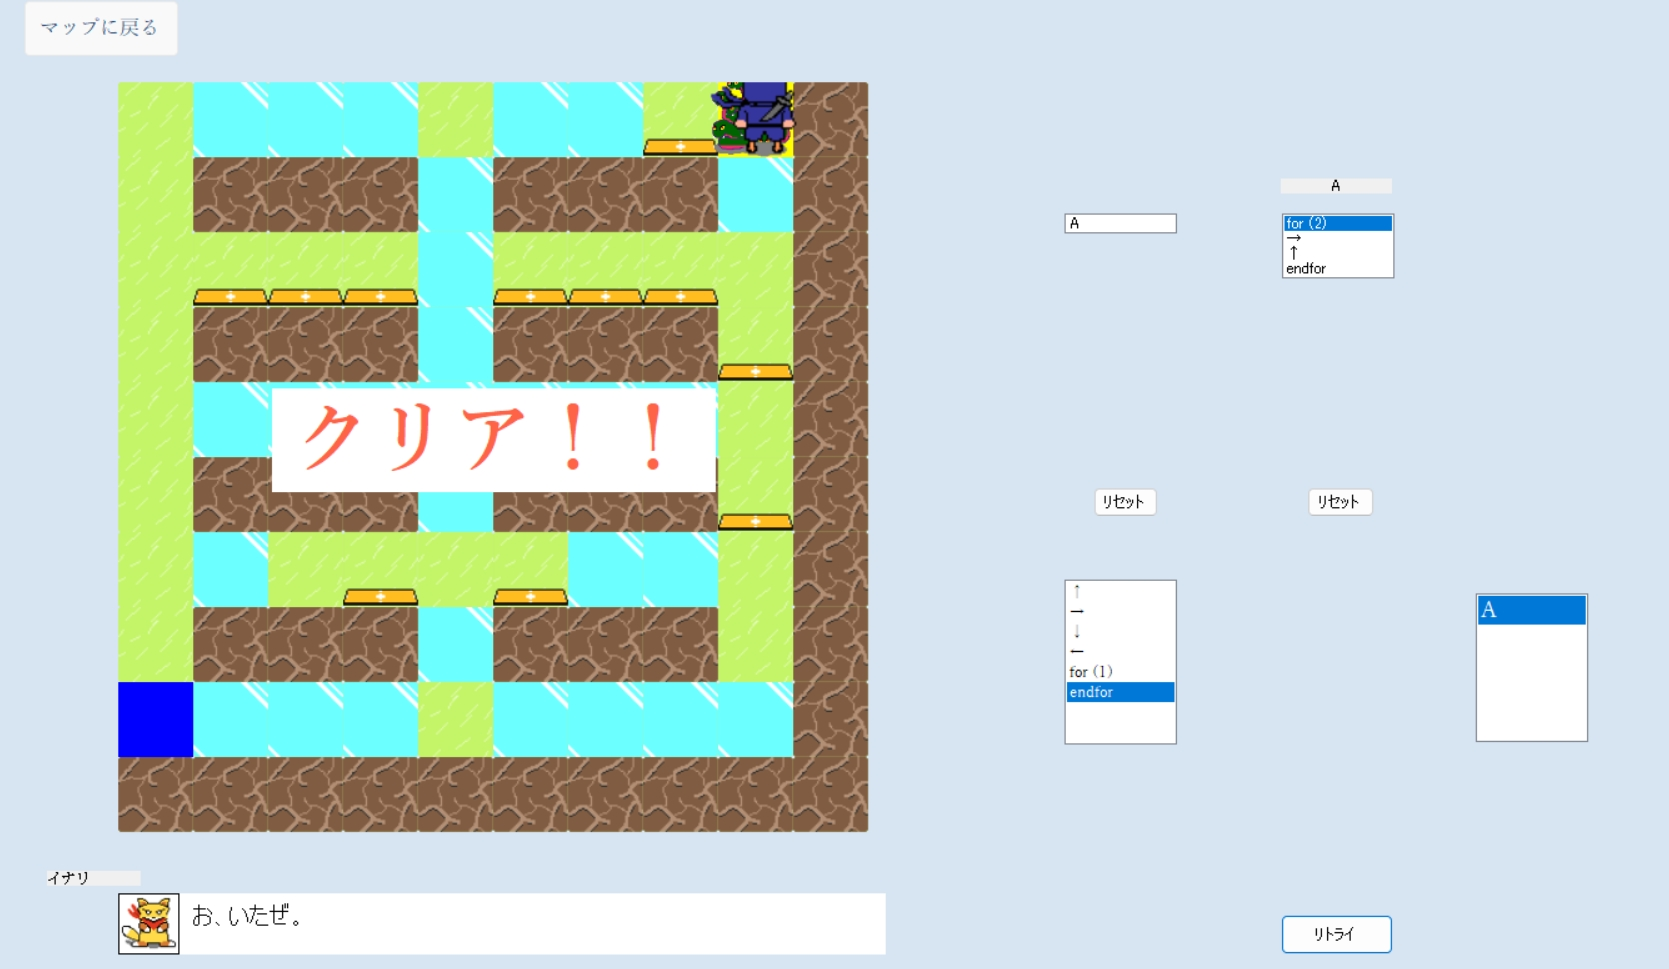 マップに戻る
A
A
for (2)
→
↑
endfor
クリア！！
リセット
リセット
↑
→
↓
←
for (1)
endfor
A
イナリ
お、いたぜ。
リトライ